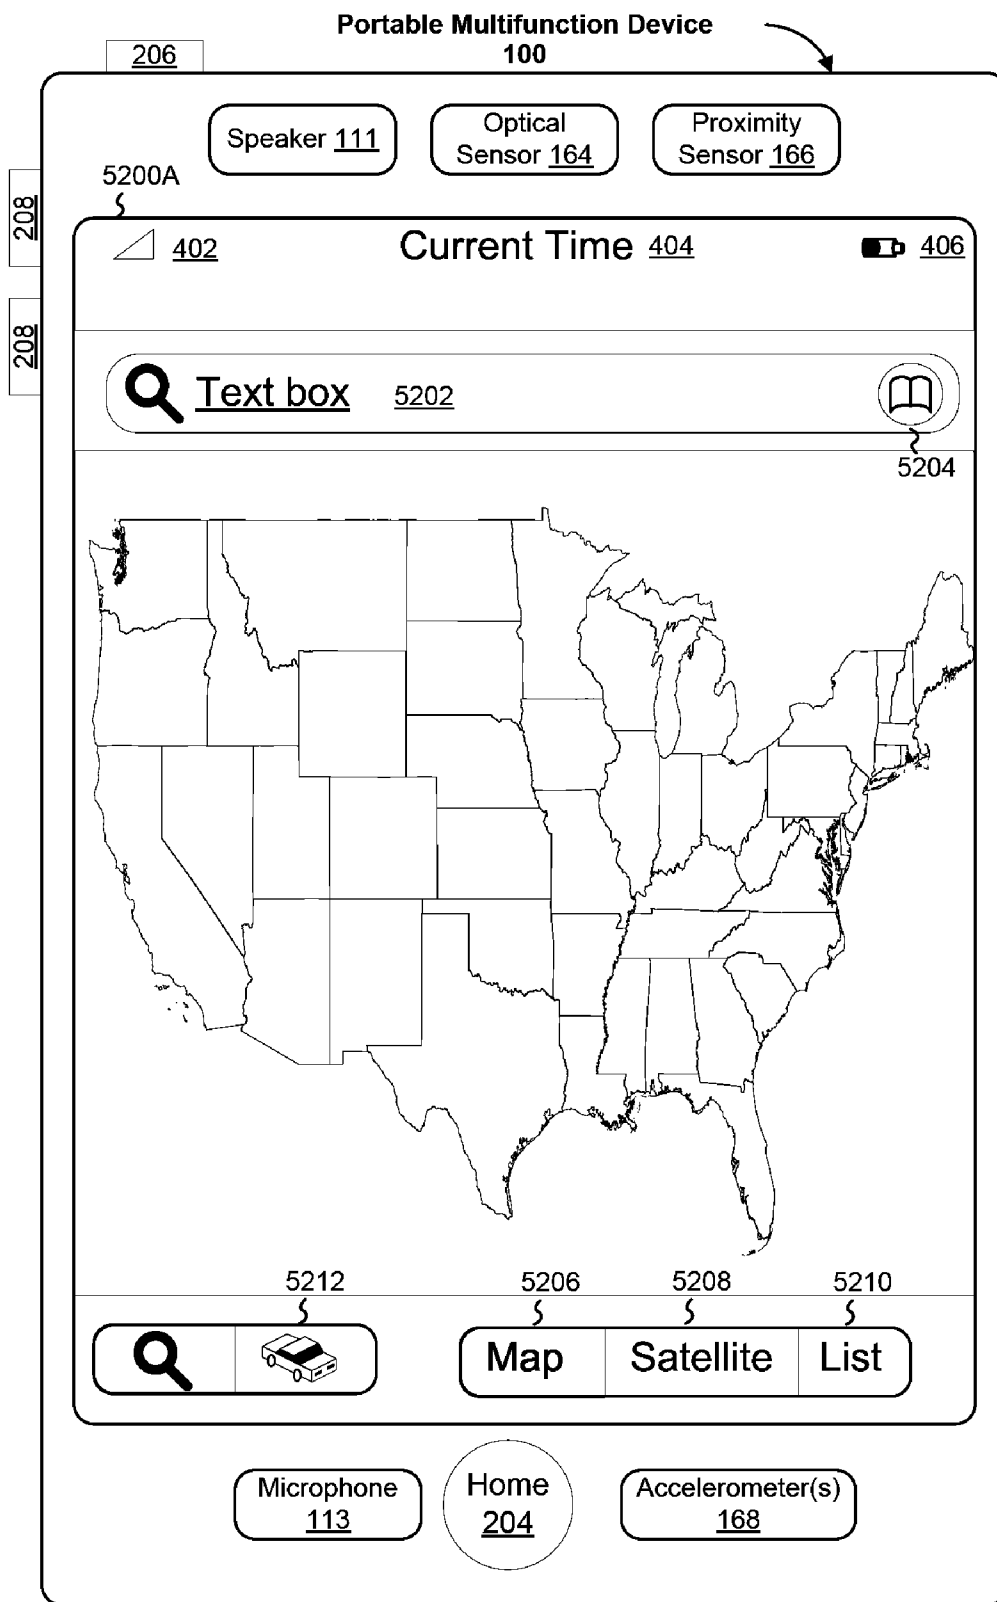 Portable Multifunction Device
100
206
Speaker 111
Optical
Sensor 164
Proximity
Sensor 166
5200A
208
402
Current Time 404
406
208
Text box 5202
5204
5212
5206
5208
5210
Map
Satellite
List
Microphone
113
Home
204
Accelerometer(s)
168